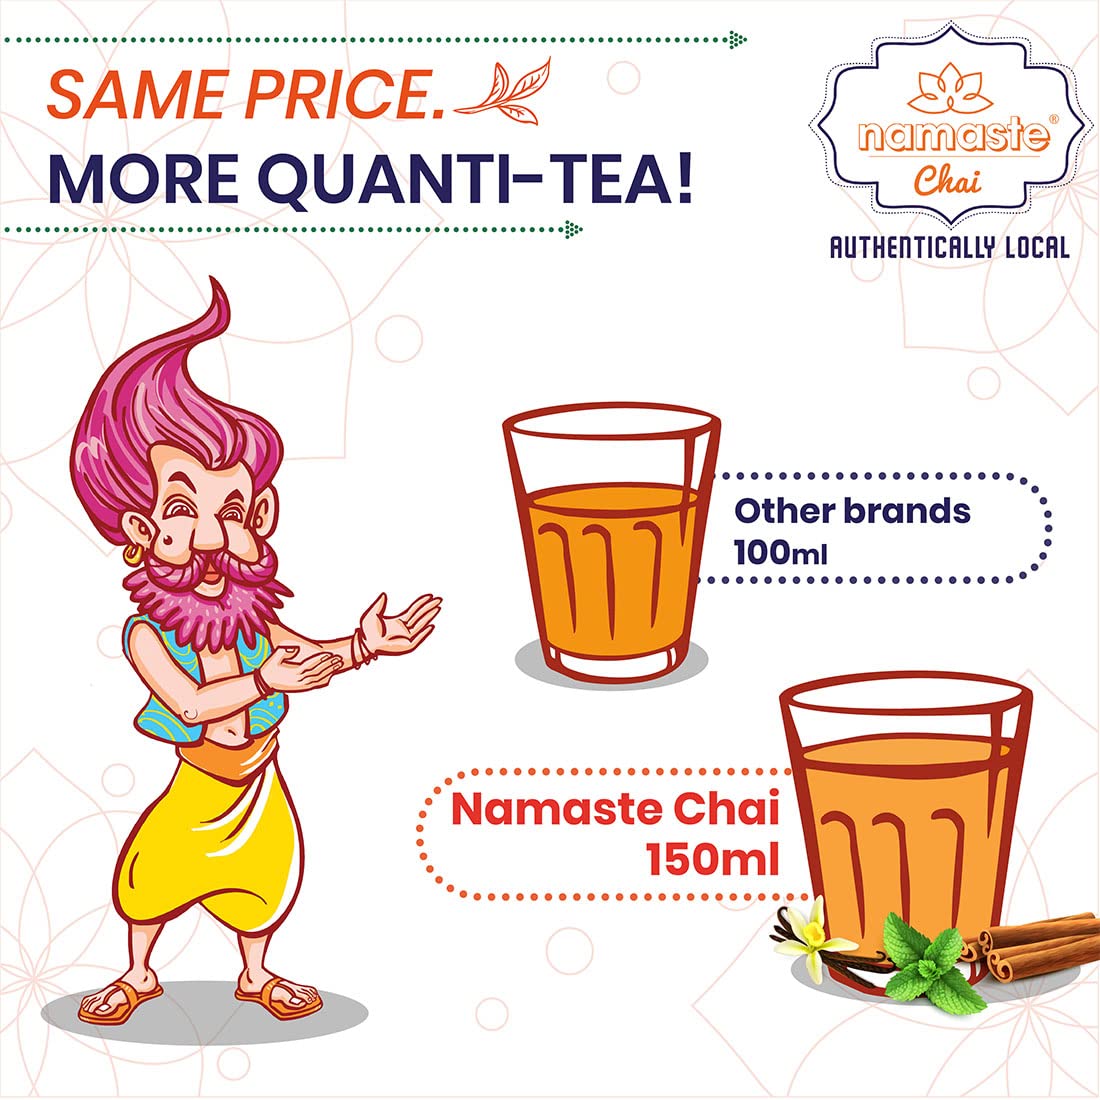 SAME PRICE.
MORE QUANTI-TEA!
namaste®
Chai
AUTHENTICALLY LOCAL
Other brands
100ml
Namaste Chai
150ml